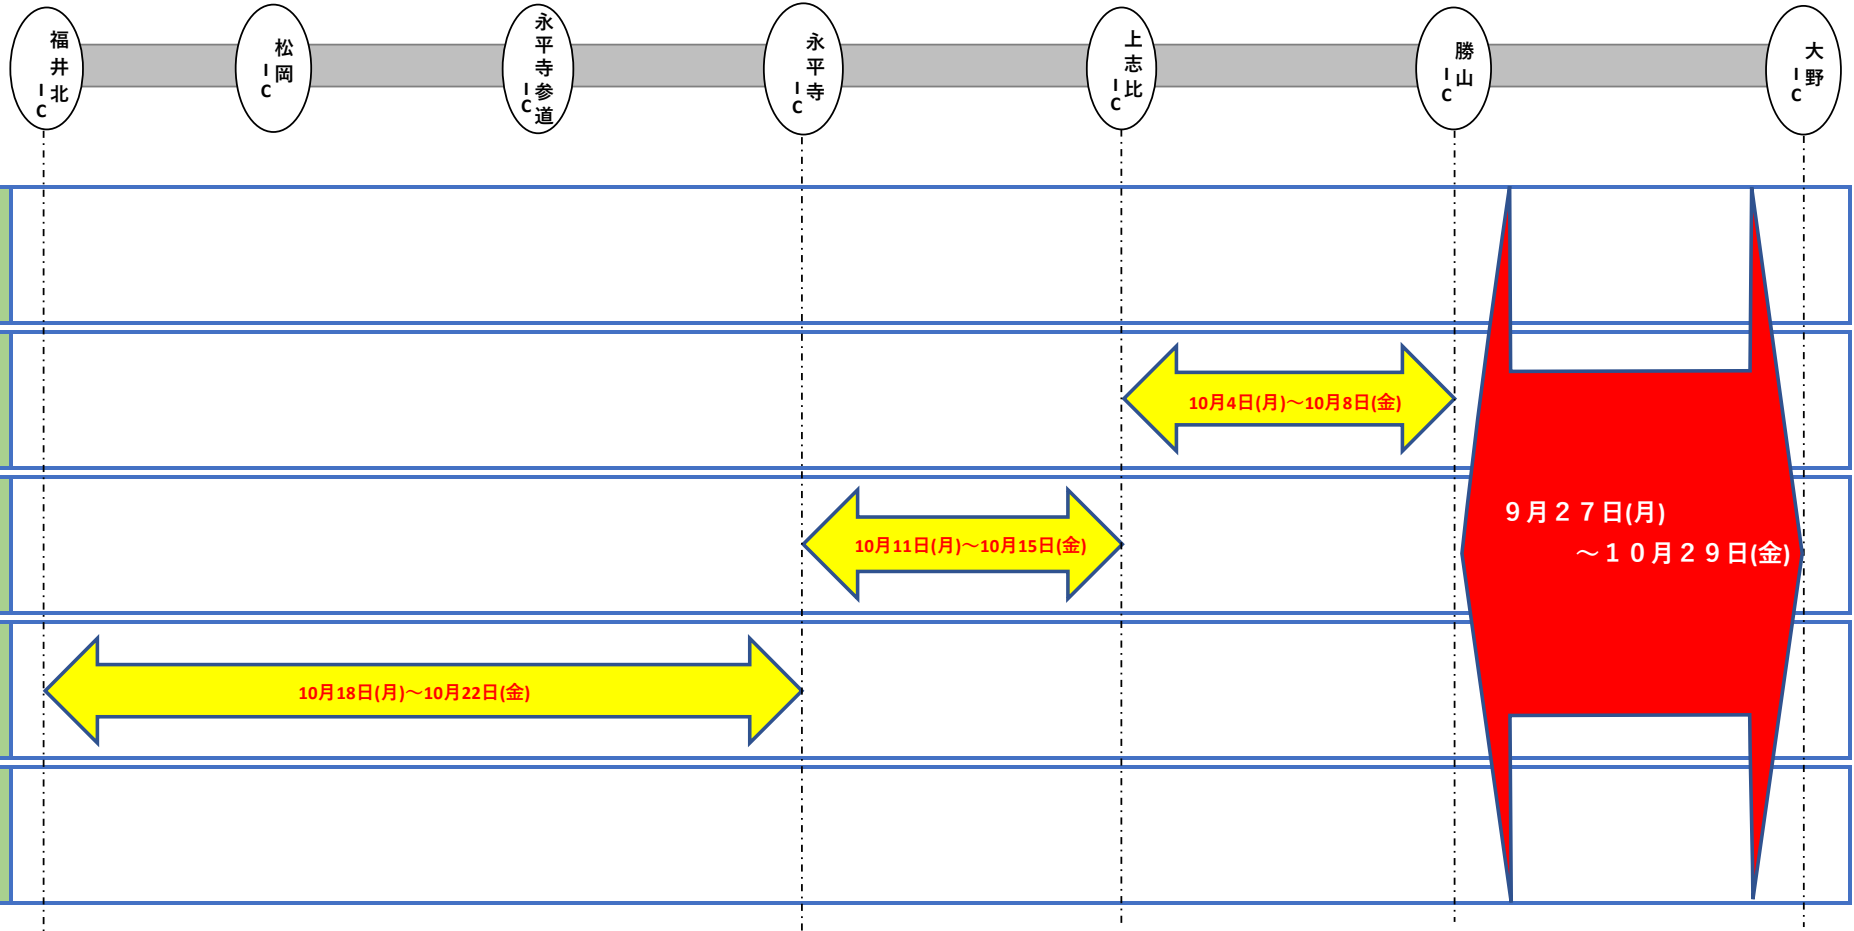 福井北IC
松岡IC
永平寺参道IC
永平寺IC
上志比IC
勝山IC
大野IC
10月4日(月)～10月8日(金)
９月２７日(月)
～１０月２９日(金)
10月11日(月)～10月15日(金)
10月18日(月)～10月22日(金)